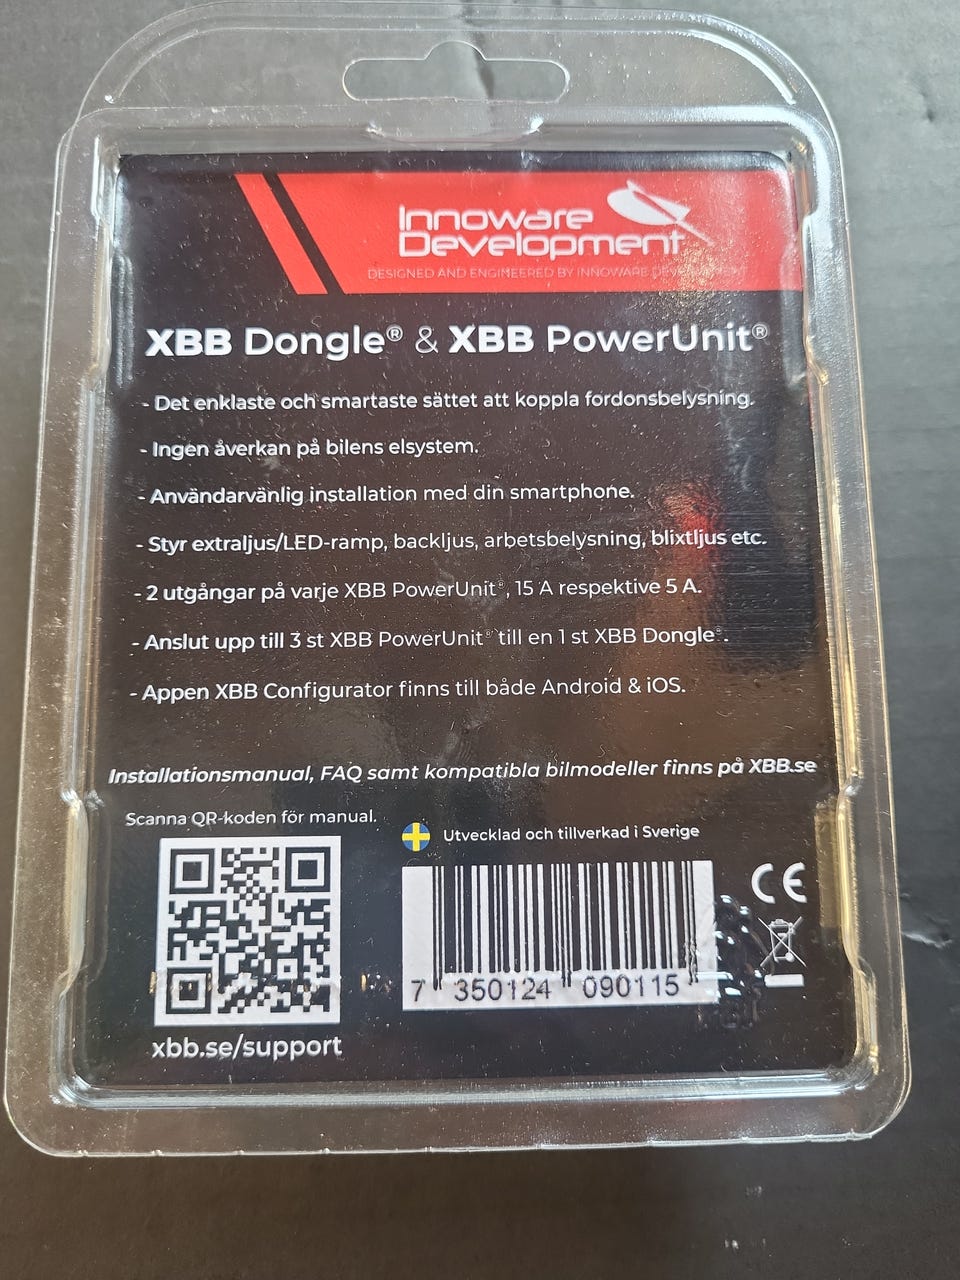 Innoware
Development
DESIGNED AND ENGINEERED BY INNOWARE DEVELOPMENT
XBB Dongle® & XBB PowerUnit®
- Det enklaste och smartaste sättet att koppla fordonsbelysning.
- Ingen åverkan på bilens elsystem.
- Användarvänlig installation med din smartphone.
- Styr extraljus/LED-ramp, backljus, arbetsbelysning, blixtljus etc.
- 2 utgångar på varje XBB PowerUnit®, 15 A respektive 5 A.
- Anslut upp till 3 st XBB PowerUnit® till en 1 st XBB Dongle®.
- Appen XBB Configurator finns till både Android & iOS.
Installationsmanual, FAQ samt kompatibla bilmodeller finns på XBB.se
Scanna QR-koden för manual.
Utvecklad och tillverkad i Sverige
CE
7 350124 090115
xbb.se/support